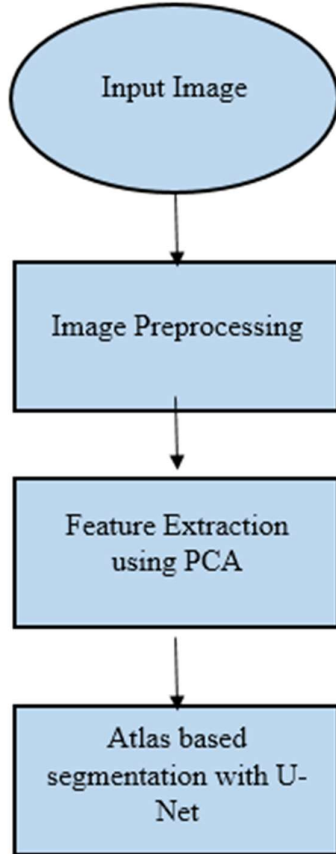 Input Image
Image Preprocessing
Feature Extraction
using PCA
Atlas based
segmentation with U-
Net